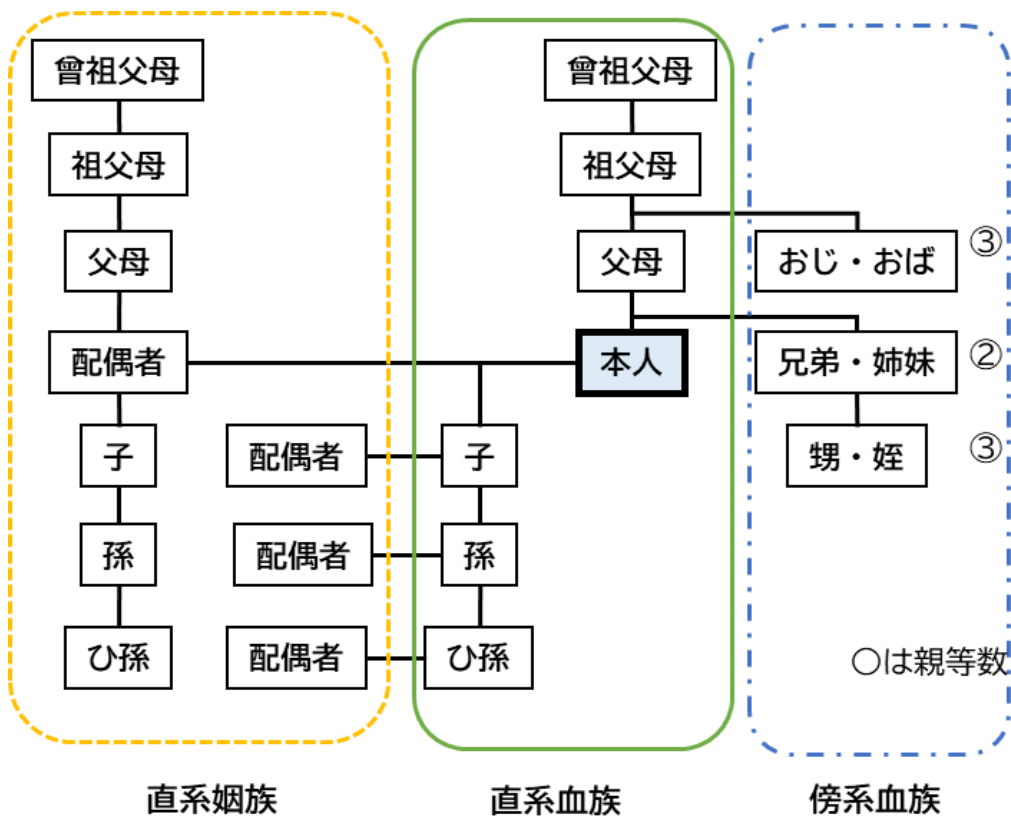 曾祖父母
曾祖父母
祖父母
祖父母
父母
父母
おじ・おば
③
配偶者
本人
兄弟・姉妹
②
子
配偶者
子
甥・姪
③
孫
配偶者
孫
ひ孫
配偶者
ひ孫
○は親等数
直系姻族
直系血族
傍系血族